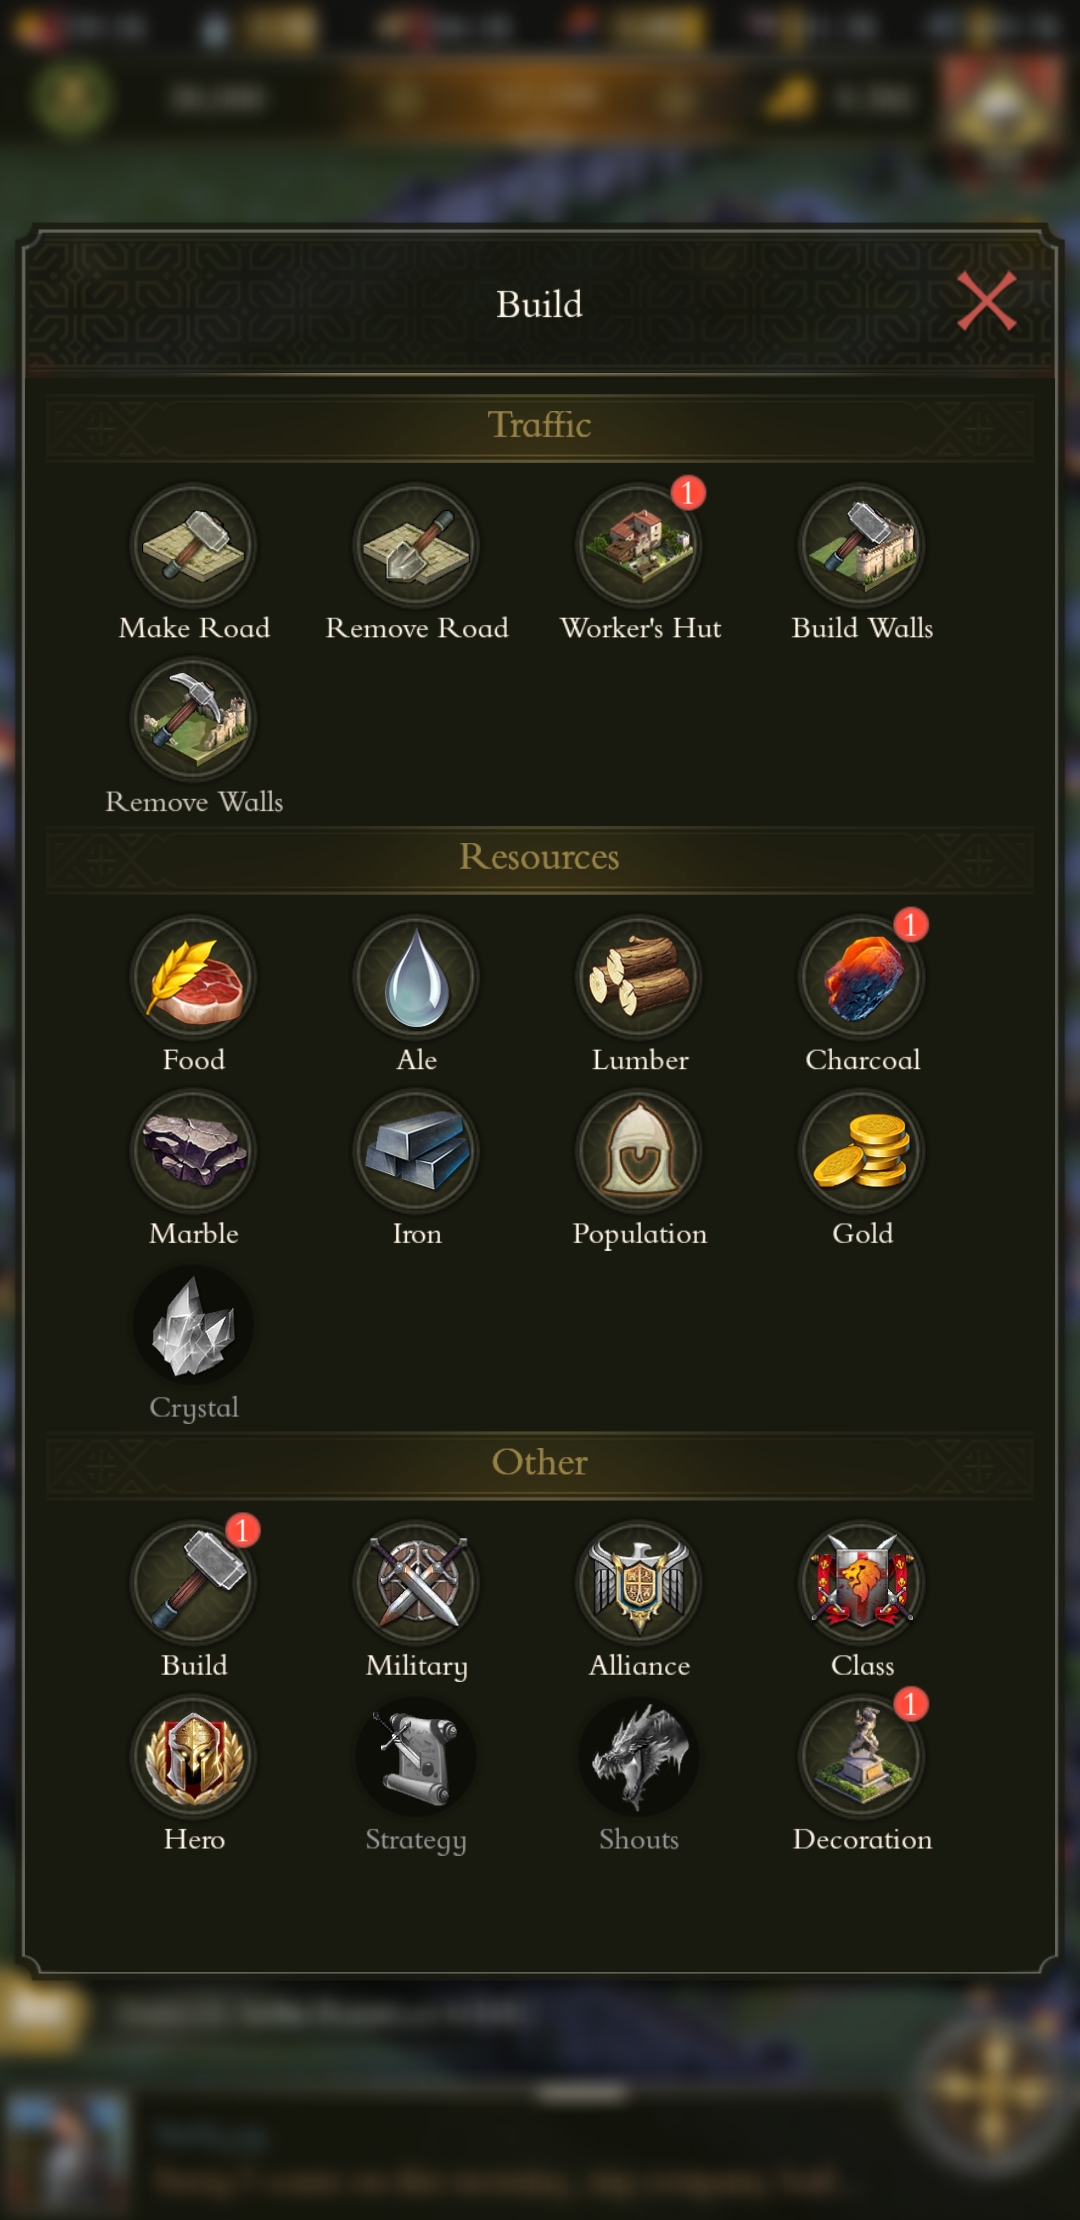 Build
Traffic
1
Make Road Remove Road Worker's Hut Build Walls
Remove Walls
Resources
1
Food Ale Lumber Charcoal
Marble Iron Population Gold
Crystal
Other
1
Build Military Alliance Class
1
Hero Strategy Shouts Decoration